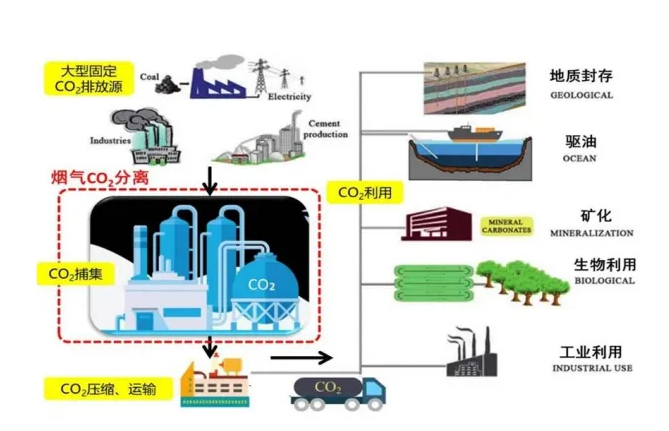 大型固定
CO₂排放源
Coal
Electricity
Industries
Cement
production
烟气CO₂分离
CO₂捕集
CO₂
CO₂压缩、运输
CO₂
CO₂利用
地质封存
GEOLOGICAL
驱油
OCEAN
MINERAL
CARBONATES
矿化
MINERALIZATION
生物利用
BIOLOGICAL
工业利用
INDUSTRIAL USE